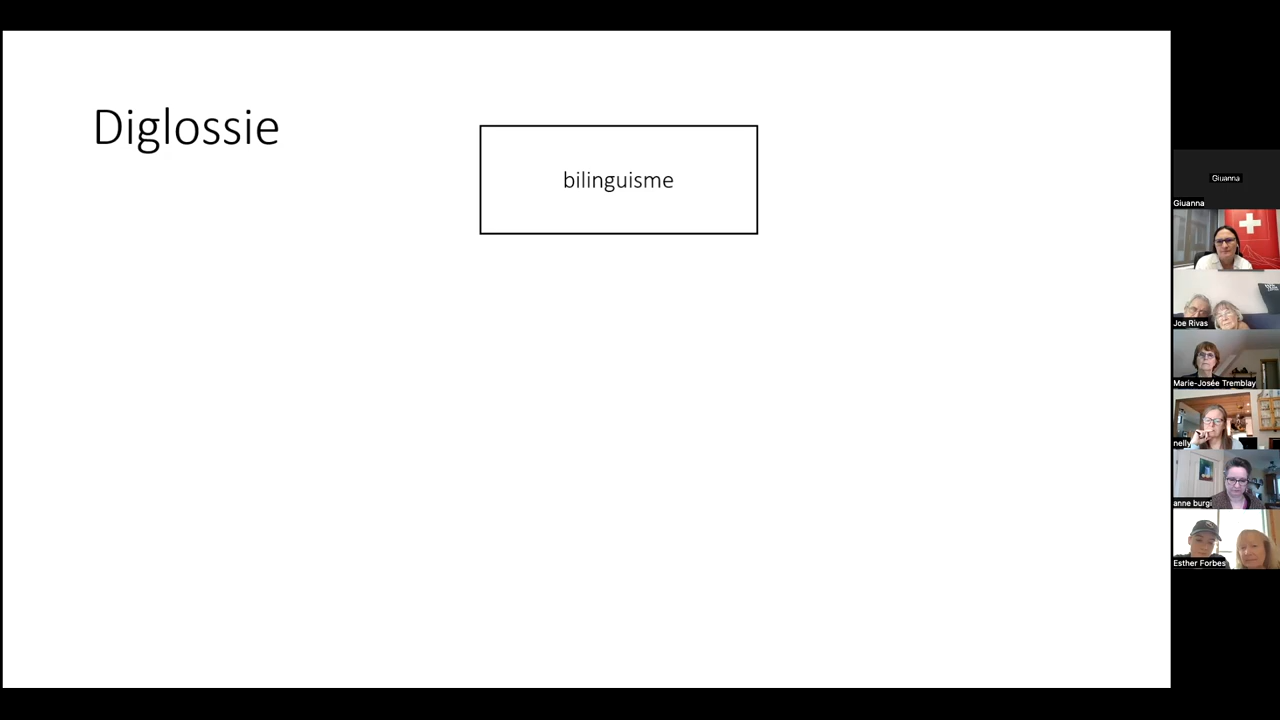 Diglossie
bilinguisme
Giuanna
Giuanna
Joe Rivas
Marie-Josée Tremblay
nelly
anne burgi
Esther Forbes